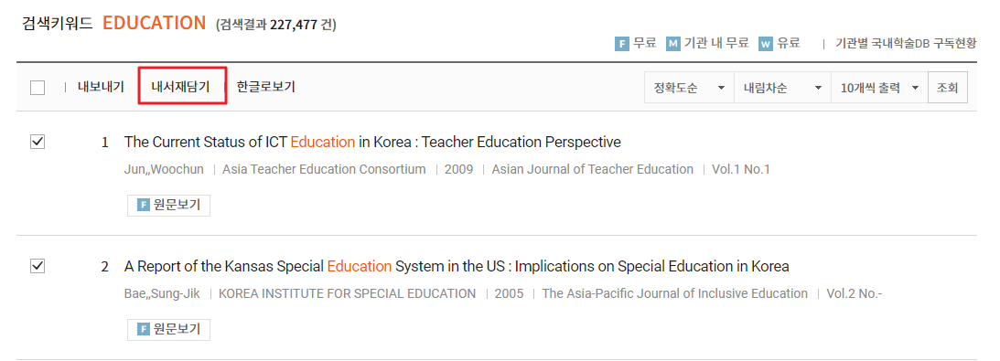 검색키워드 EDUCATION (검색결과 227,477 건)
F 무료 M 기관 내 무료 W 유료 | 기관별 국내학술DB 구독현황
| 내보내기 | 내서재담기 | 한글로보기 정확도순 내림차순 10개씩 출력 조회
1 The Current Status of ICT Education in Korea : Teacher Education Perspective
Jun,,Woochun | Asia Teacher Education Consortium | 2009 | Asian Journal of Teacher Education | Vol.1 No.1
F 원문보기
2 A Report of the Kansas Special Education System in the US : Implications on Special Education in Korea
Bae,,Sung-Jik | KOREA INSTITUTE FOR SPECIAL EDUCATION | 2005 | The Asia-Pacific Journal of Inclusive Education | Vol.2 No.-
F 원문보기